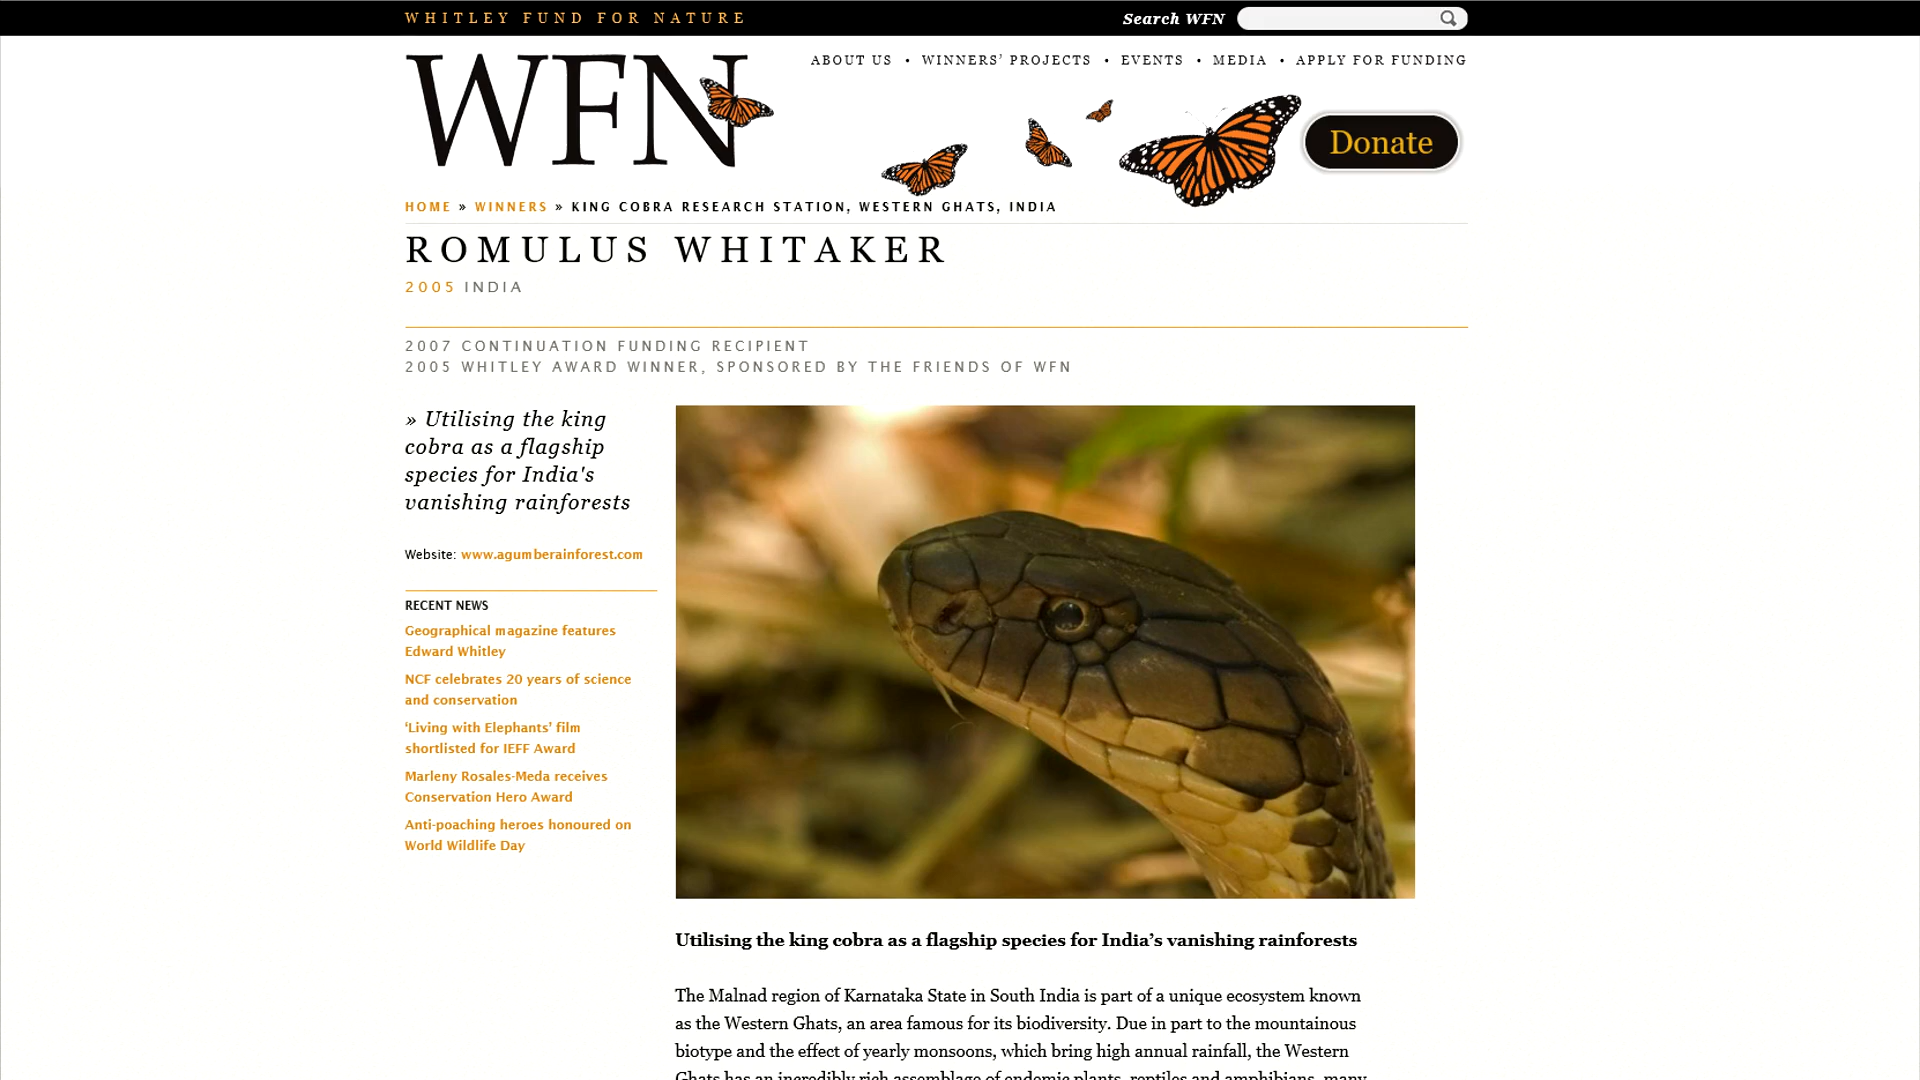 WHITLEY FUND FOR NATURE
Search WFN
WFN
ABOUT US • WINNERS’ PROJECTS • EVENTS • MEDIA • APPLY FOR FUNDING
Donate
HOME » WINNERS » KING COBRA RESEARCH STATION, WESTERN GHATS, INDIA
ROMULUS WHITAKER
2005 INDIA
2007 CONTINUATION FUNDING RECIPIENT
2005 WHITLEY AWARD WINNER, SPONSORED BY THE FRIENDS OF WFN
» Utilising the king
cobra as a flagship
species for India's
vanishing rainforests
Website: www.agumberainforest.com
RECENT NEWS
Geographical magazine features
Edward Whitley
NCF celebrates 20 years of science
and conservation
‘Living with Elephants’ film
shortlisted for IEFF Award
Marleny Rosales-Meda receives
Conservation Hero Award
Anti-poaching heroes honoured on
World Wildlife Day
Utilising the king cobra as a flagship species for India’s vanishing rainforests
The Malnad region of Karnataka State in South India is part of a unique ecosystem known
as the Western Ghats, an area famous for its biodiversity. Due in part to the mountainous
biotype and the effect of yearly monsoons, which bring high annual rainfall, the Western
Ghats has an incredibly rich assemblage of endemic plants, reptiles and amphibians, many